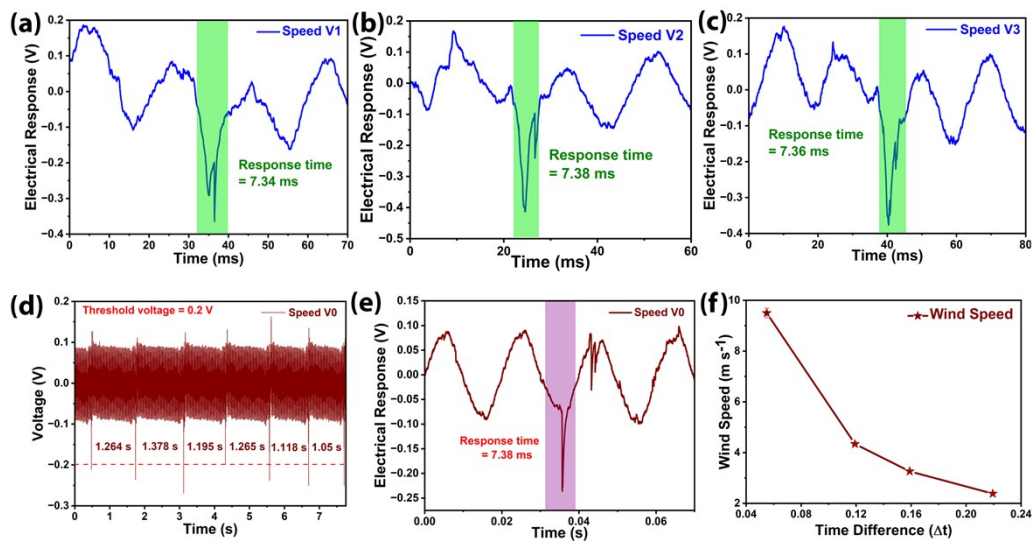 (a)
Speed V1
Response time
= 7.34 ms
Electrical Response (V)
0.2
0.1
0.0
−0.1
−0.2
−0.3
−0.4
0 10 20 30 40 50 60 70
Time (ms)
(b)
Speed V2
Response time
= 7.38 ms
Electrical Response (V)
0.2
0.1
0.0
−0.1
−0.2
−0.3
−0.4
−0.5
0 20 40 60
Time (ms)
(c)
Speed V3
Response time
= 7.36 ms
Electrical Response (V)
0.2
0.1
0.0
−0.1
−0.2
−0.3
−0.4
0 20 40 60 80
Time (ms)
(d)
Threshold voltage = 0.2 V
Speed V0
1.264 s 1.378 s 1.195 s 1.265 s 1.118 s 1.05 s
Voltage (V)
0.2
0.1
0.0
−0.1
−0.2
−0.3
0 1 2 3 4 5 6 7
Time (s)
(e)
Speed V0
Response time
= 7.38 ms
Electrical Response (V)
0.15
0.10
0.05
0.00
−0.05
−0.10
−0.15
−0.20
−0.25
0.00 0.02 0.04 0.06
Time (s)
(f)
Wind Speed
Wind Speed (m s⁻¹)
10
8
6
4
2
0.04 0.08 0.12 0.16 0.20 0.24
Time Difference (Δt)